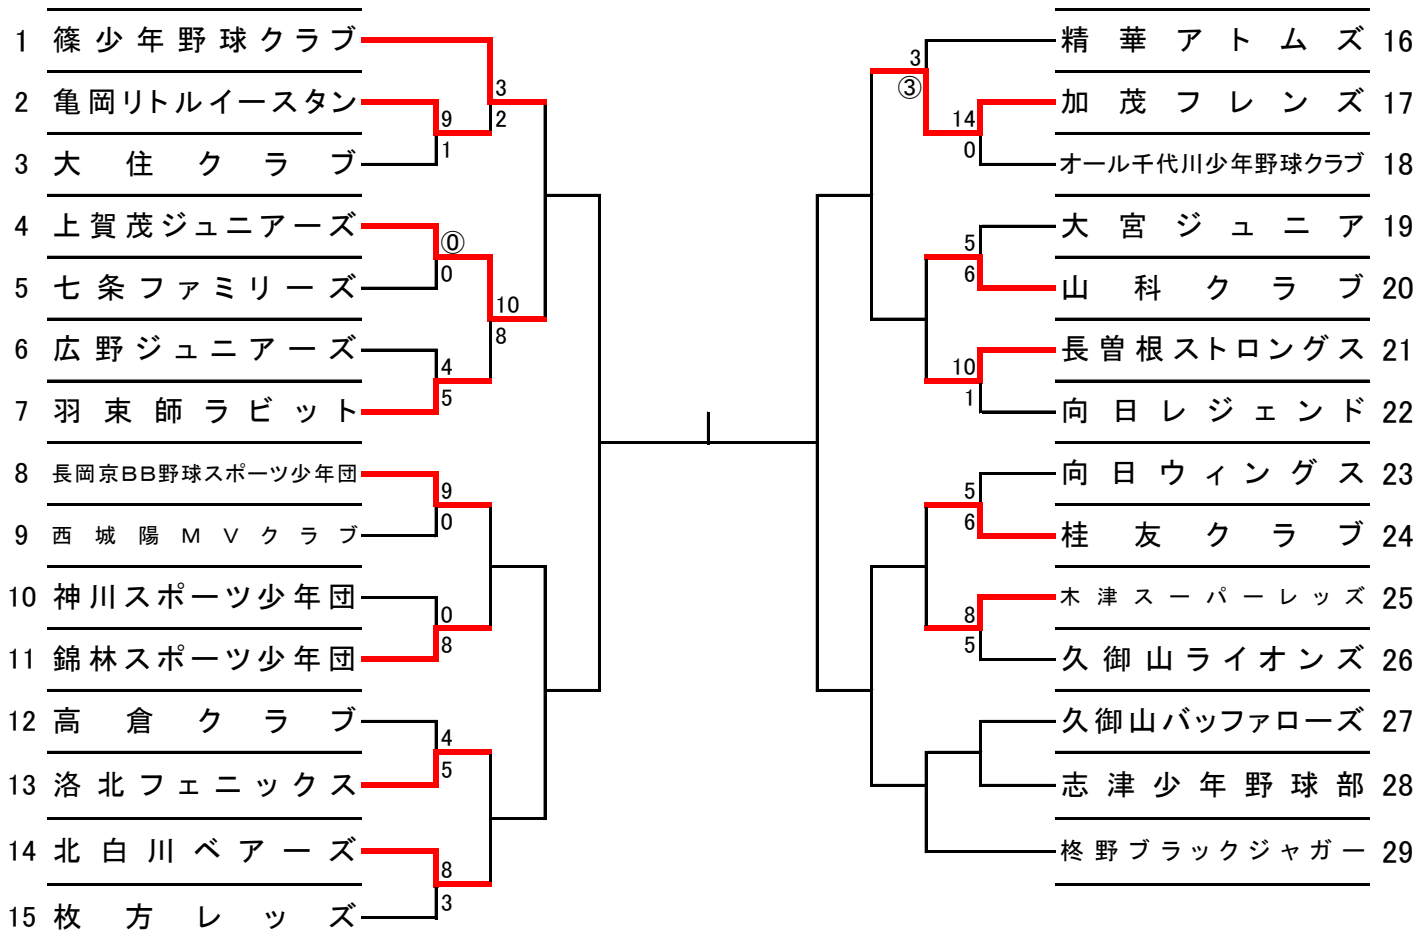 1 篠少年野球クラブ
2 亀岡リトルイースタン
3 大住クラブ
4 上賀茂ジュニアーズ
5 七条ファミリーズ
6 広野ジュニアーズ
7 羽束師ラビット
8 長岡京BB野球スポーツ少年団
9 西城陽MVクラブ
10 神川スポーツ少年団
11 錦林スポーツ少年団
12 高倉クラブ
13 洛北フェニックス
14 北白川ベアーズ
15 枚方レッズ
9
1
3
2
⓪
0
10
8
4
5
9
0
0
8
4
5
8
3
3
③
14
0
5
6
10
1
5
6
8
5
精華アトムズ 16
加茂フレンズ 17
オール千代川少年野球クラブ 18
大宮ジュニア 19
山科クラブ 20
長曽根ストロングス 21
向日レジェンド 22
向日ウィングス 23
桂友クラブ 24
木津スーパーレッズ 25
久御山ライオンズ 26
久御山バッファローズ 27
志津少年野球部 28
柊野ブラックジャガー 29